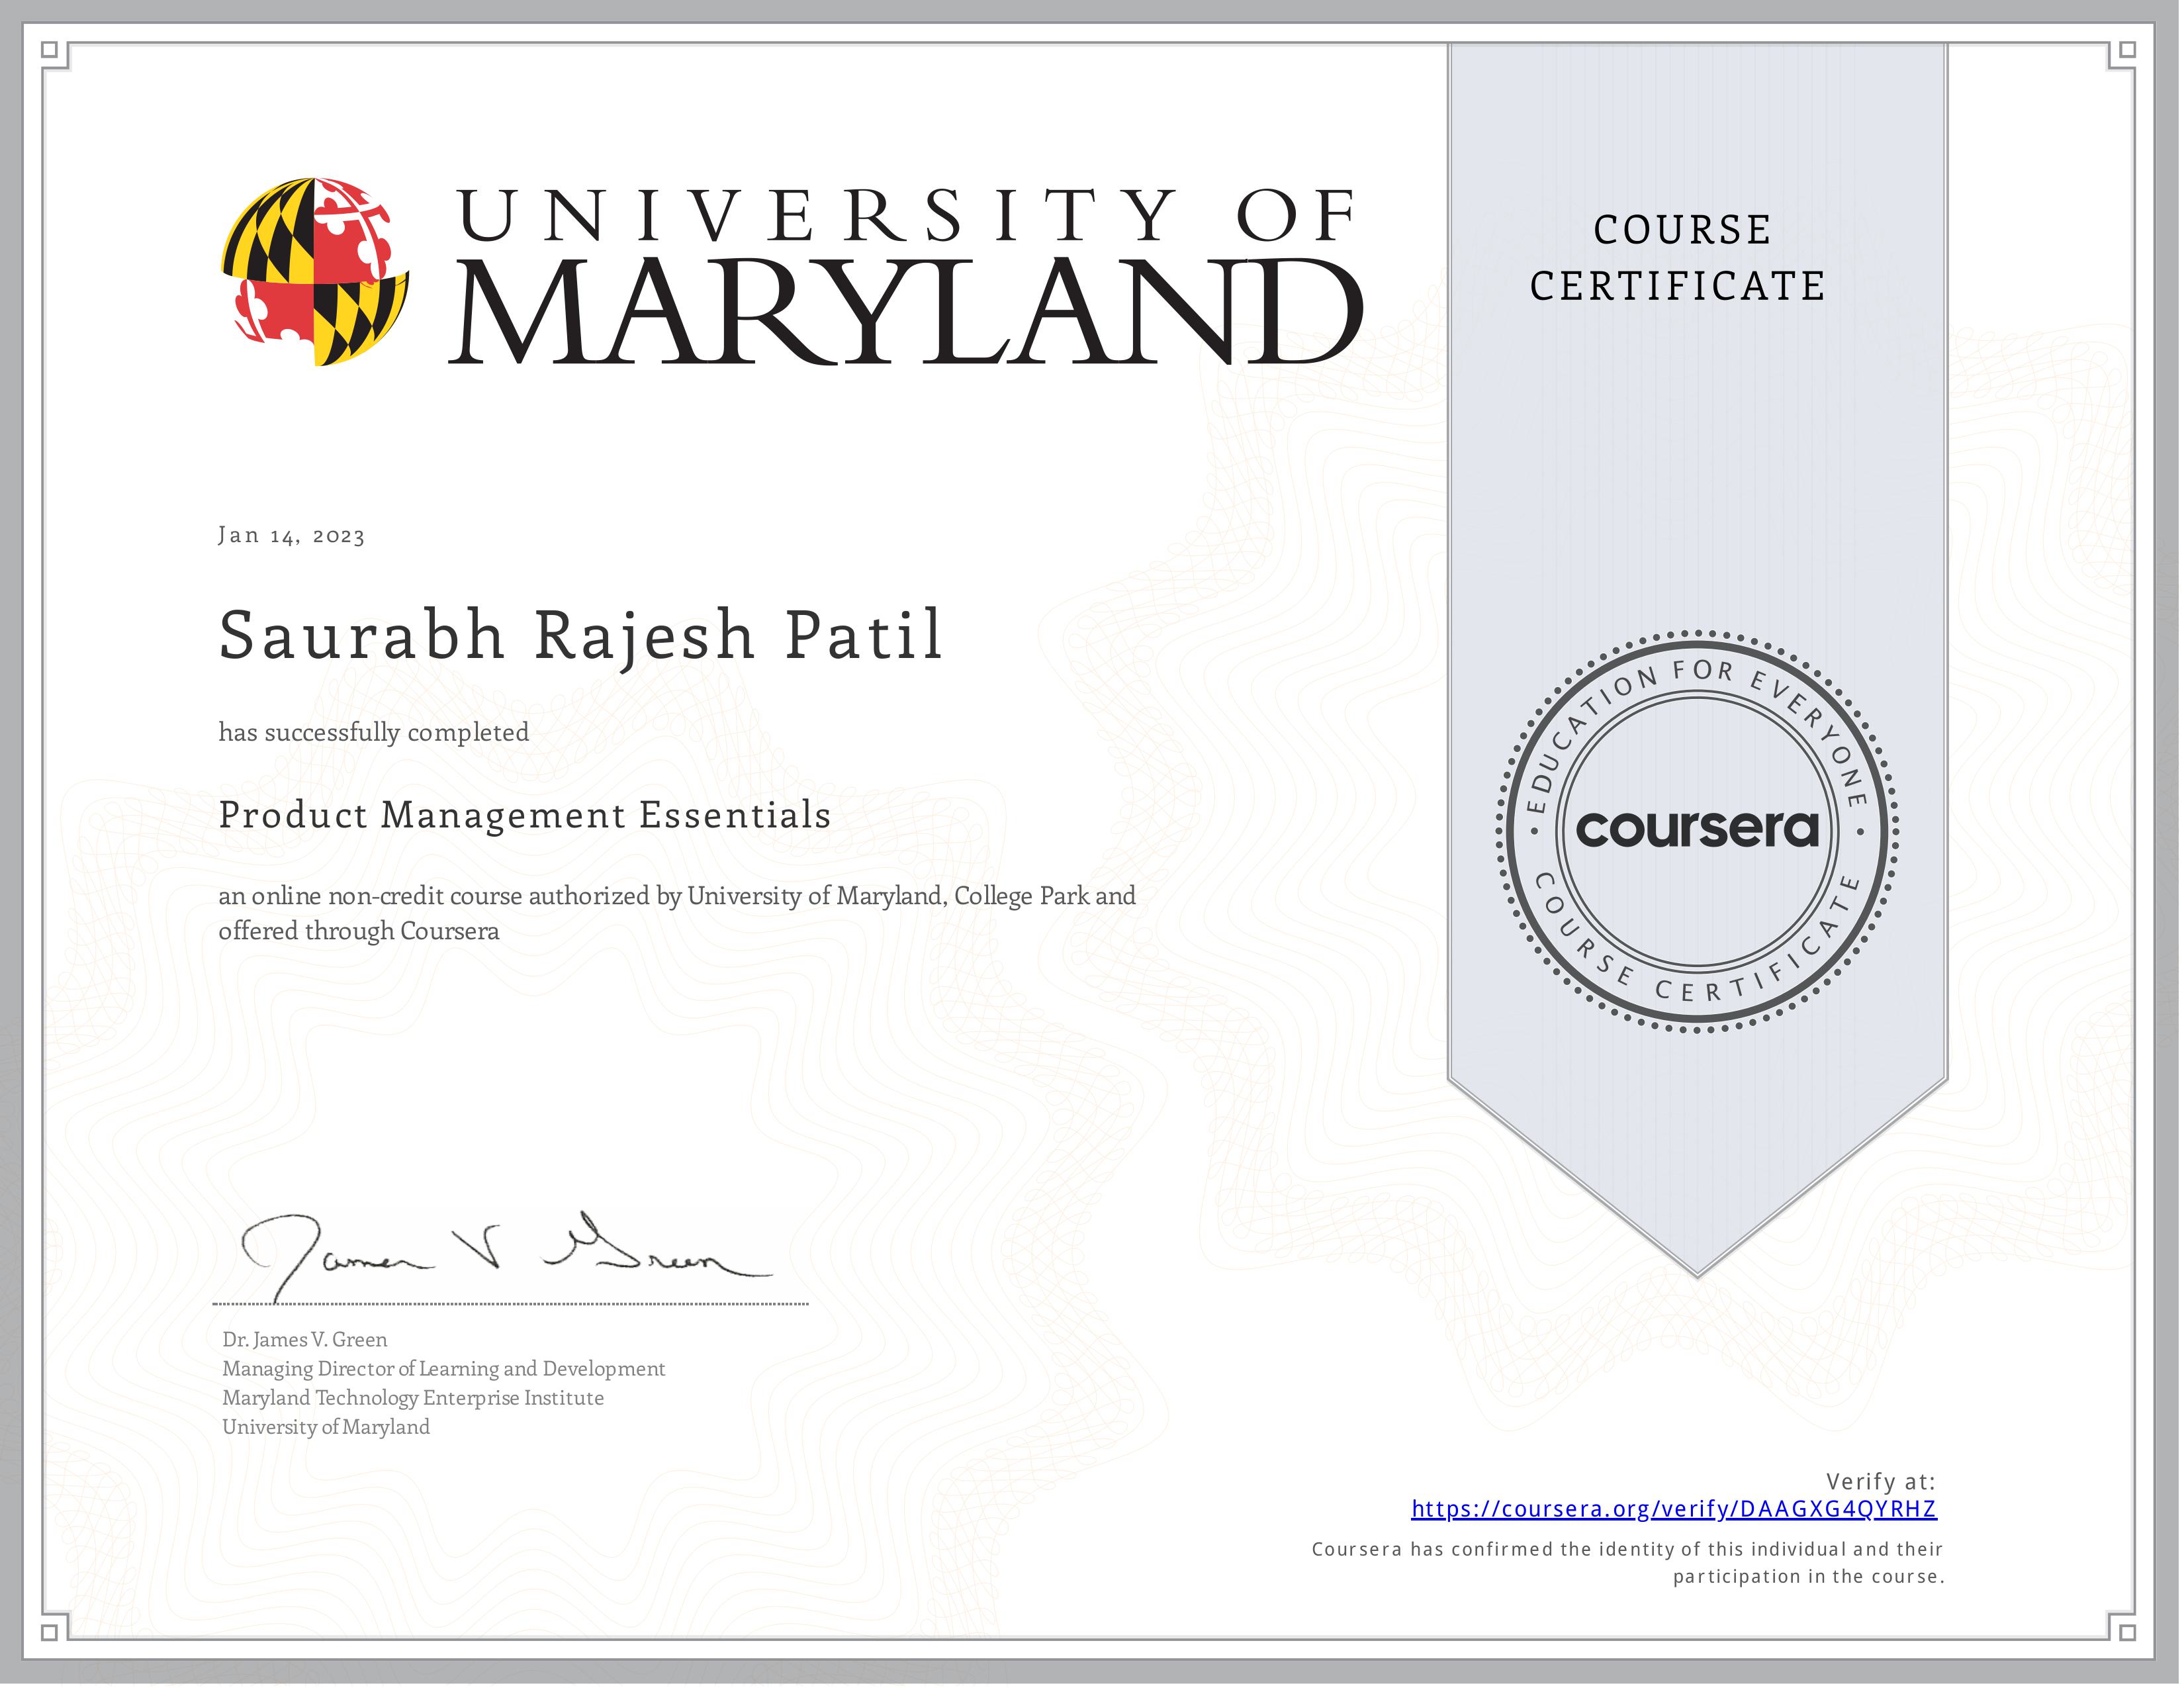 UNIVERSITY OF
MARYLAND
COURSE
CERTIFICATE
Jan 14, 2023
Saurabh Rajesh Patil
has successfully completed
Product Management Essentials
an online non-credit course authorized by University of Maryland, College Park and
offered through Coursera
EDUCATION FOR EVERYONE
coursera
COURSE CERTIFICATE
James V Green
Dr. James V. Green
Managing Director of Learning and Development
Maryland Technology Enterprise Institute
University of Maryland
Verify at:
https://coursera.org/verify/DAAGXG4QYRHZ
Coursera has confirmed the identity of this individual and their
participation in the course.